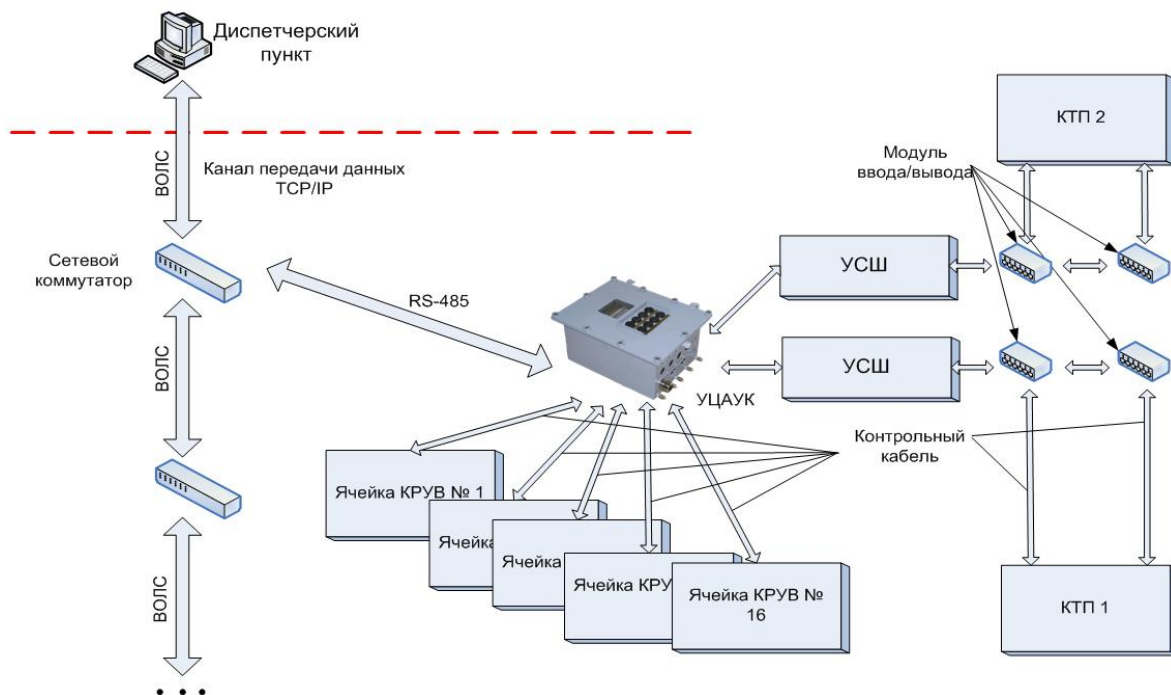 Диспетчерский
пункт
ВОЛС
Канал передачи данных
TCP/IP
Сетевой
коммутатор
RS-485
ВОЛС
ВОЛС
УЦАУК
УСШ
УСШ
Модуль
ввода/вывода
КТП 2
Контрольный
кабель
КТП 1
Ячейка КРУВ № 1
Ячейка
Ячейка
Ячейка КРУ
Ячейка КРУВ №
16